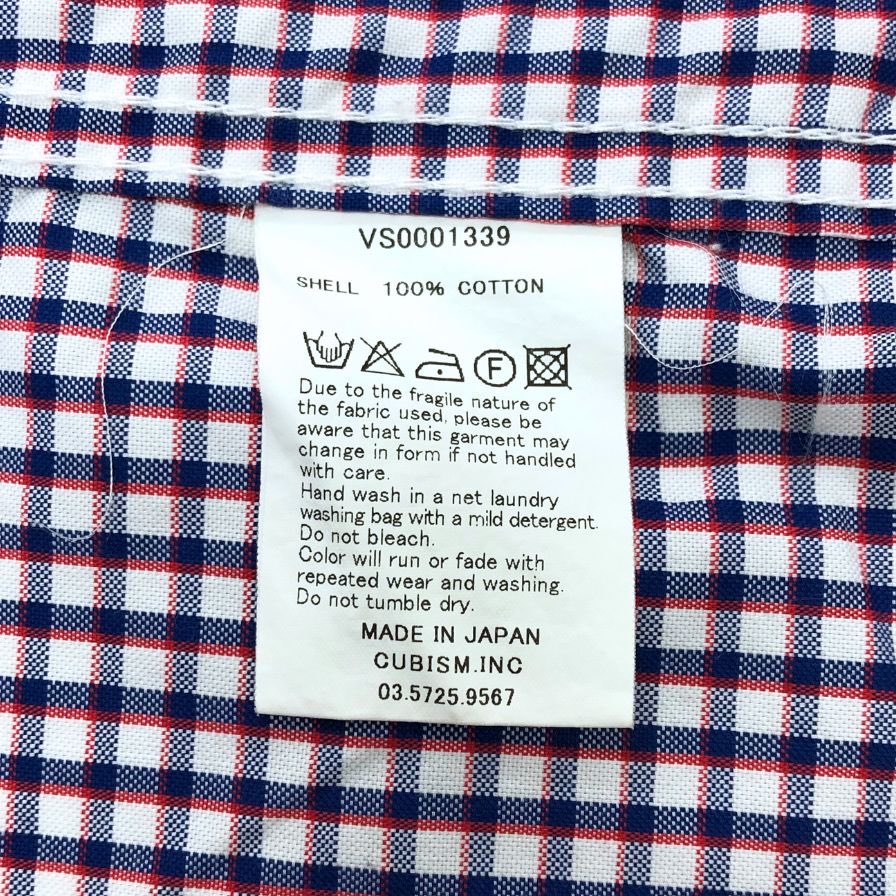 VS0001339
SHELL 100% COTTON
F
Due to the fragile nature of
the fabric used, please be
aware that this garment may
change in form if not handled
with care.
Hand wash in a net laundry
washing bag with a mild detergent.
Do not bleach.
Color will run or fade with
repeated wear and washing.
Do not tumble dry.
MADE IN JAPAN
CUBISM.INC
03.5725.9567